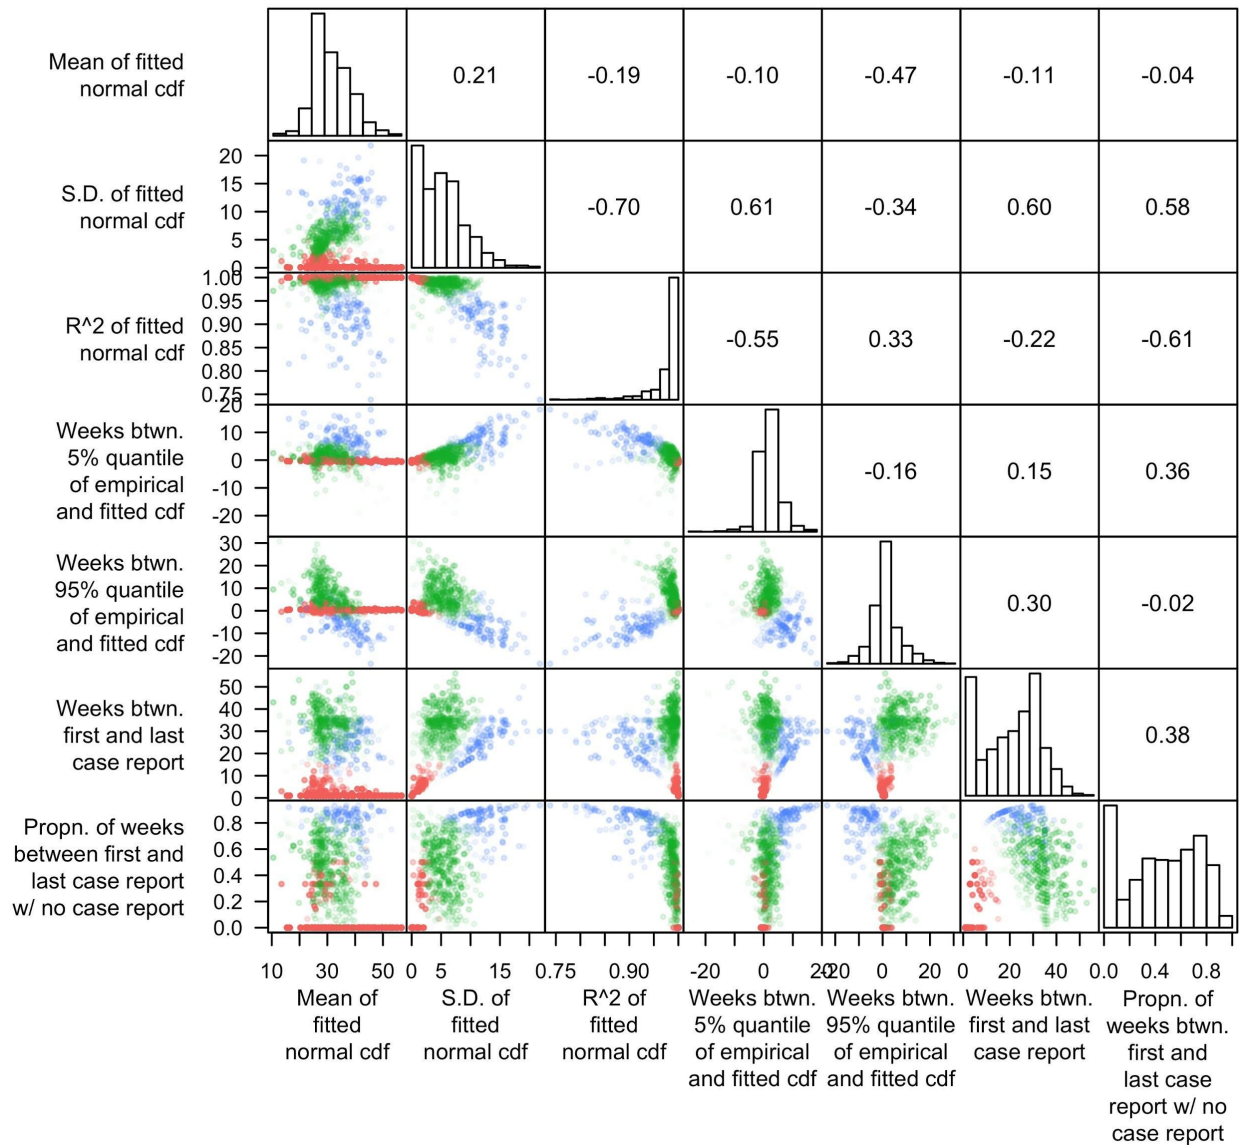 Mean of fitted
normal cdf
0.21
-0.19
-0.10
-0.47
-0.11
-0.04
S.D. of fitted
normal cdf
20
15
10
5
0
-0.70
0.61
-0.34
0.60
0.58
R^2 of fitted
normal cdf
1.00
0.95
0.90
0.85
0.80
0.75
-0.55
0.33
-0.22
-0.61
Weeks btwn.
5% quantile
of empirical
and fitted cdf
20
10
0
-10
-20
-0.16
0.15
0.36
Weeks btwn.
95% quantile
of empirical
and fitted cdf
30
20
10
0
-10
-20
0.30
-0.02
Weeks btwn.
first and last
case report
50
40
30
20
10
0
0.38
Propn. of weeks
between first and
last case report
w/ no case report
0.8
0.6
0.4
0.2
0.0
10 30 50
0 5 15
0.75 0.90
-20 0 20
-20 0 20
0 20 40
0.0 0.4 0.8
Mean of
fitted
normal cdf
S.D. of
fitted
normal cdf
R^2 of
fitted
normal cdf
Weeks btwn.
5% quantile
of empirical
and fitted cdf
Weeks btwn.
95% quantile
of empirical
and fitted cdf
Weeks btwn.
first and last
case report
Propn. of
weeks btwn.
first and
last case
report w/ no
case report